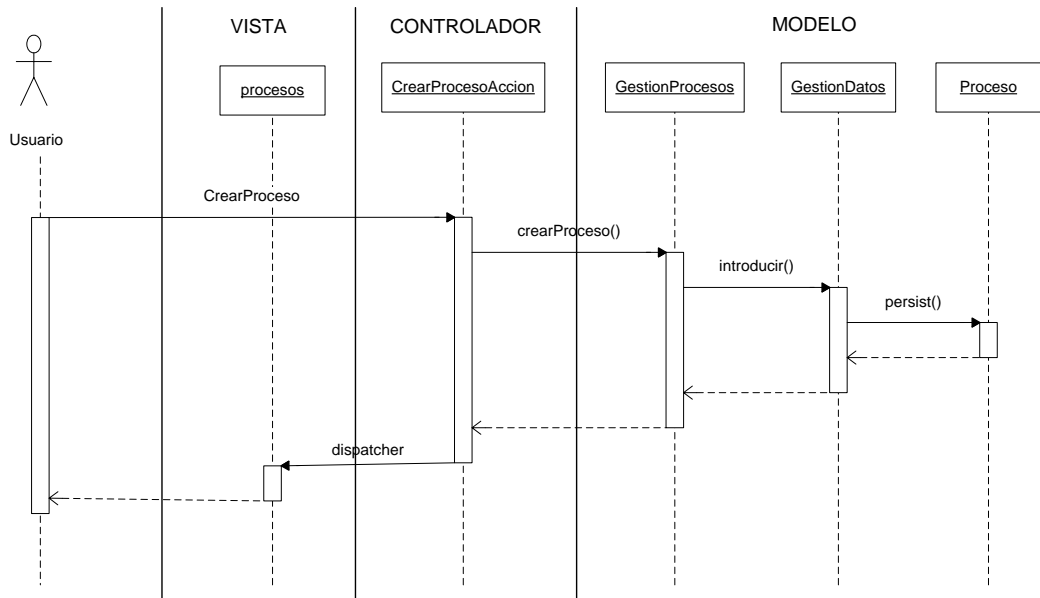 VISTA
CONTROLADOR
MODELO
procesos
CrearProcesoAccion
GestionProcesos
GestionDatos
Proceso
Usuario
CrearProceso
crearProceso()
introducir()
persist()
dispatcher